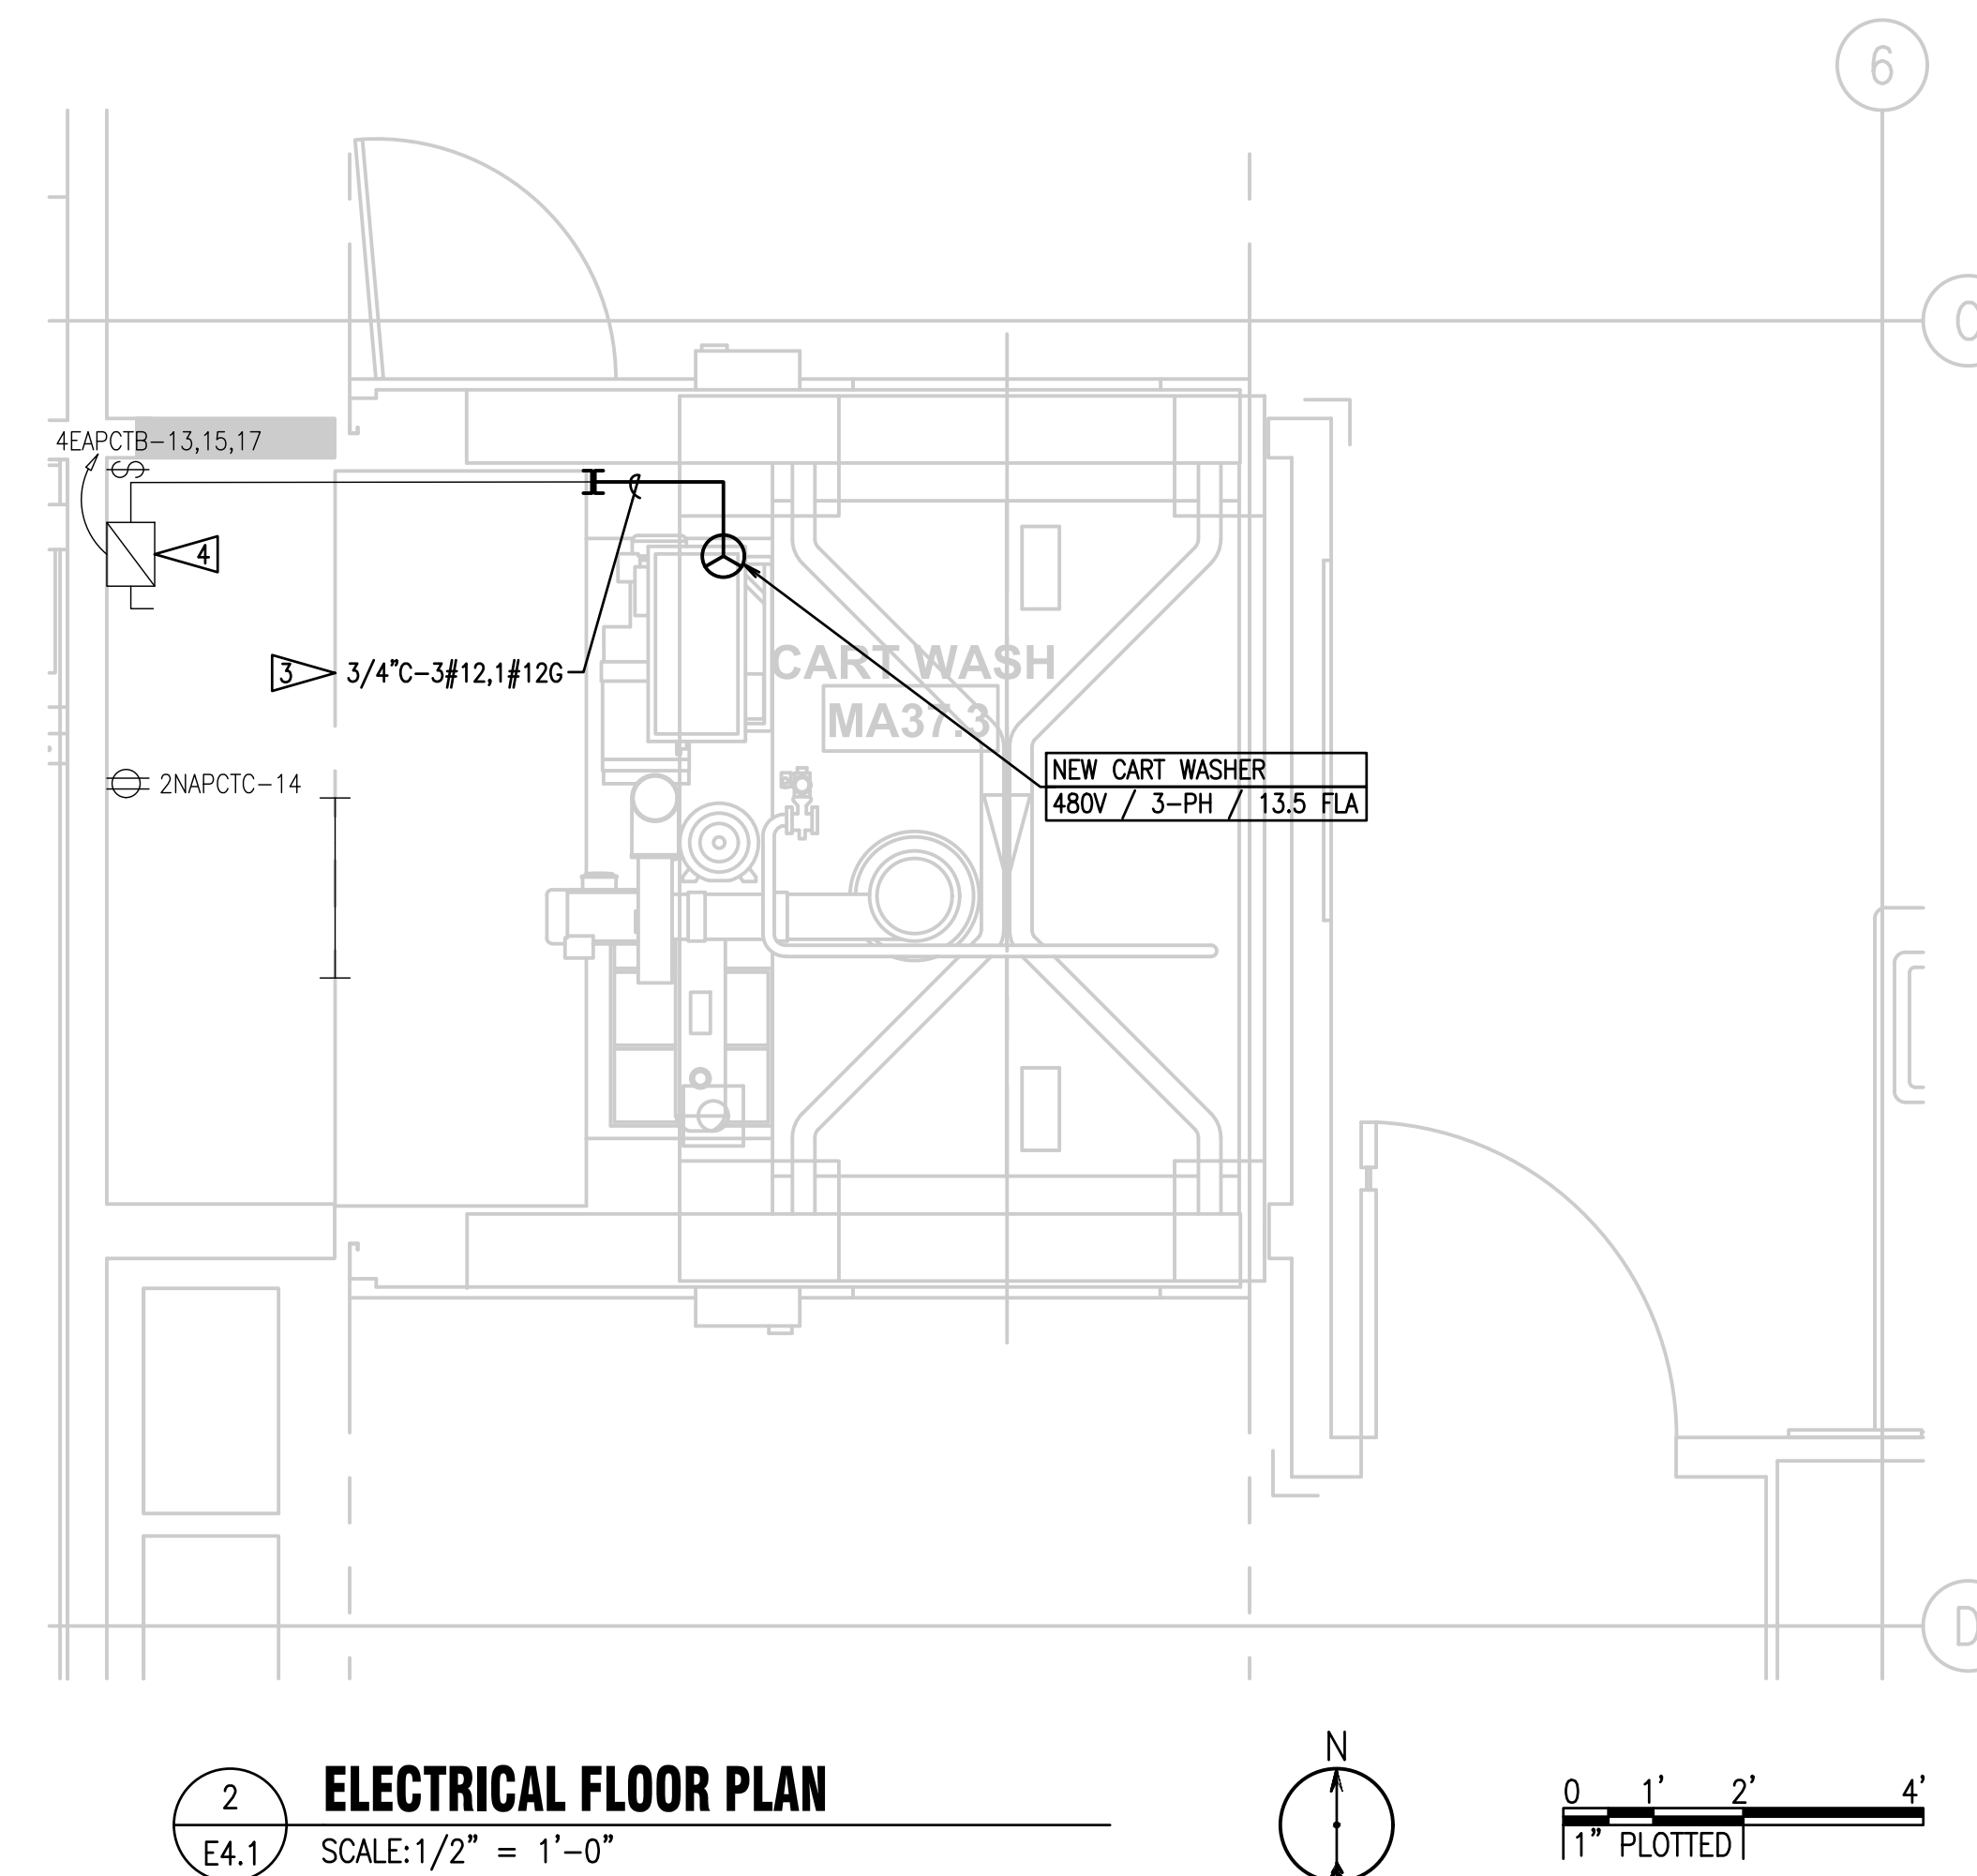 6
C
4EAPCTB-13,15,17
S
4
3
3/4"C-3#12,1#12G
CART WASH
MA37.3
NEW CART WASHER
480V / 3-PH / 13.5 FLA
2NAPCTC-14
D
2
E4.1
ELECTRICAL FLOOR PLAN
SCALE:1/2" = 1'-0"
N
0 1' 2' 4'
1" PLOTTED